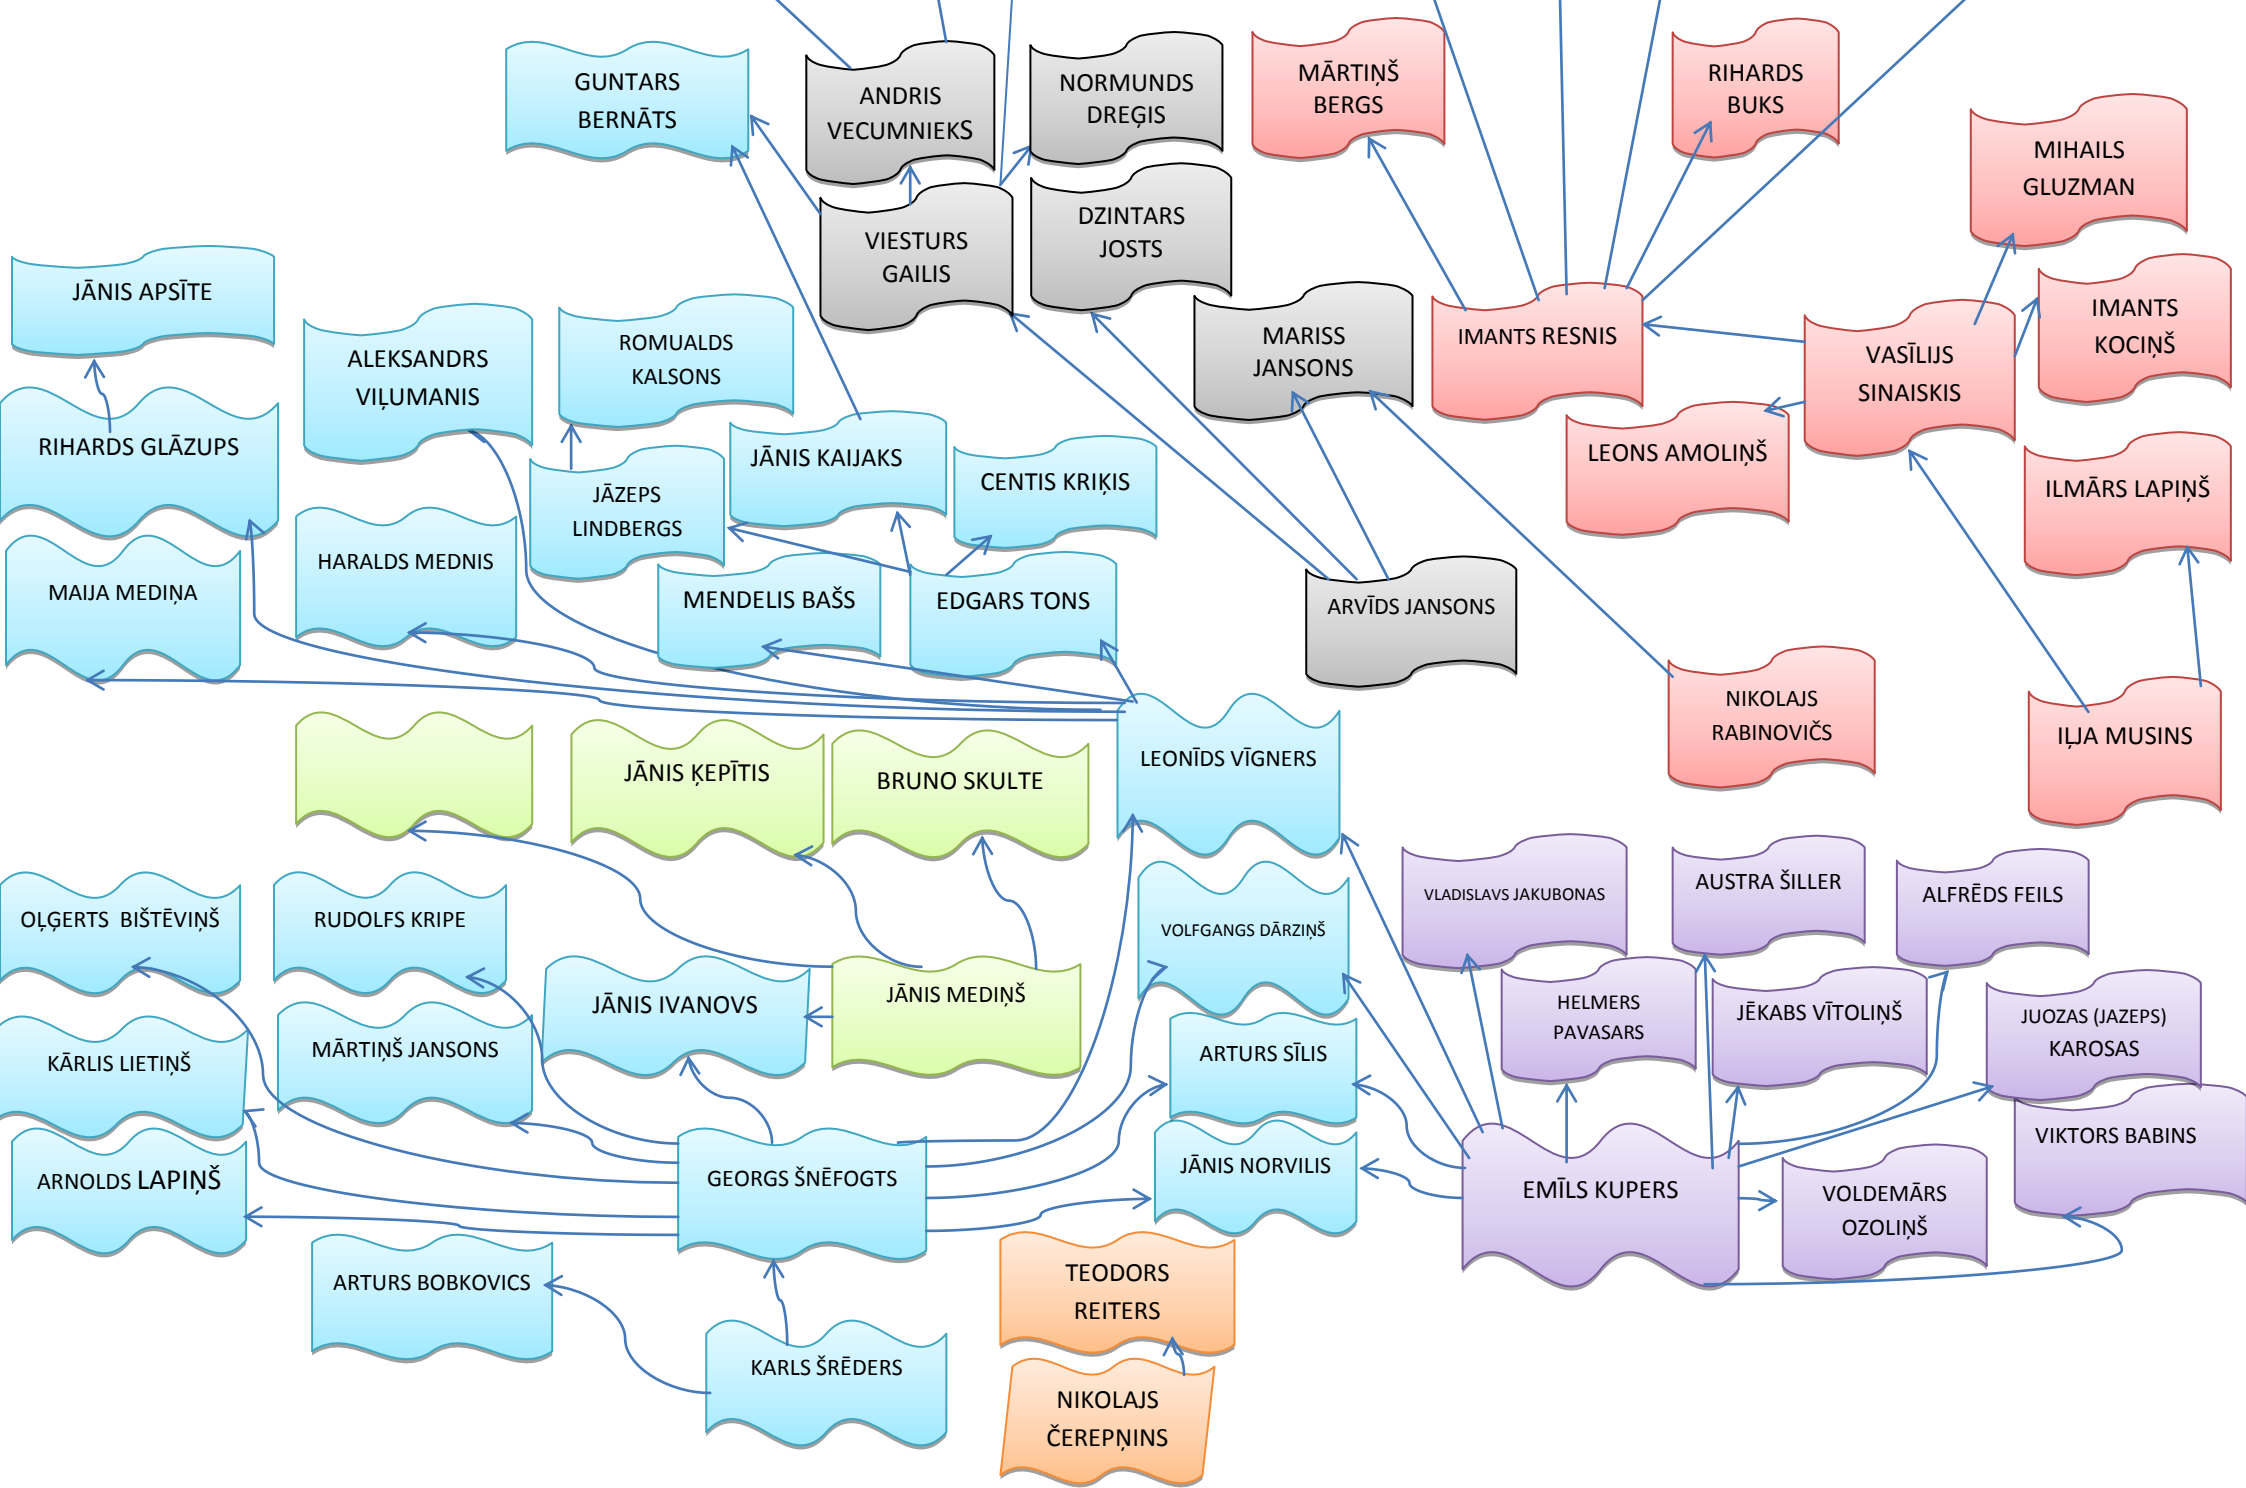 GUNTARS
BERNĀTS
ANDRIS
VECUMNIEKS
NORMUNDS
DREĢIS
MĀRTIŅŠ
BERGS
RIHARDS
BUKS
MIHAILS
GLUZMAN
VIESTURS
GAILIS
DZINTARS
JOSTS
JĀNIS APSĪTE
ALEKSANDRS
VIĻUMANIS
ROMUALDS
KALSONS
MARISS
JANSONS
IMANTS RESNIS
VASĪLIJS
SINAISKIS
IMANTS
KOCIŅŠ
RIHARDS GLĀZUPS
JĀZEPS
LINDBERGS
JĀNIS KAIJAKS
CENTIS KRIĶIS
LEONS AMOLIŅŠ
ILMĀRS LAPIŅŠ
MAIJA MEDIŅA
HARALDS MEDNIS
MENDELIS BAŠS
EDGARS TONS
ARVĪDS JANSONS
NIKOLAJS
RABINOVIČS
IĻJA MUSINS
JĀNIS ĶEPĪTIS
BRUNO SKULTE
LEONĪDS VĪGNERS
OĻĢERTS  BIŠTĒVIŅŠ
RUDOLFS KRIPE
VOLFGANGS DĀRZIŅŠ
VLADISLAVS JAKUBONAS
AUSTRA ŠILLER
ALFRĒDS FEILS
JĀNIS IVANOVS
JĀNIS MEDIŅŠ
HELMERS
PAVASARS
JĒKABS VĪTOLIŅŠ
JUOZAS (JAZEPS)
KAROSAS
KĀRLIS LIETIŅŠ
MĀRTIŅŠ JANSONS
ARTURS SĪLIS
VIKTORS BABINS
ARNOLDS LAPIŅŠ
GEORGS ŠNĒFOGTS
JĀNIS NORVILIS
EMĪLS KUPERS
VOLDEMĀRS
OZOLIŅŠ
ARTURS BOBKOVICS
TEODORS
REITERS
KARLS ŠRĒDERS
NIKOLAJS
ČEREPŅINS